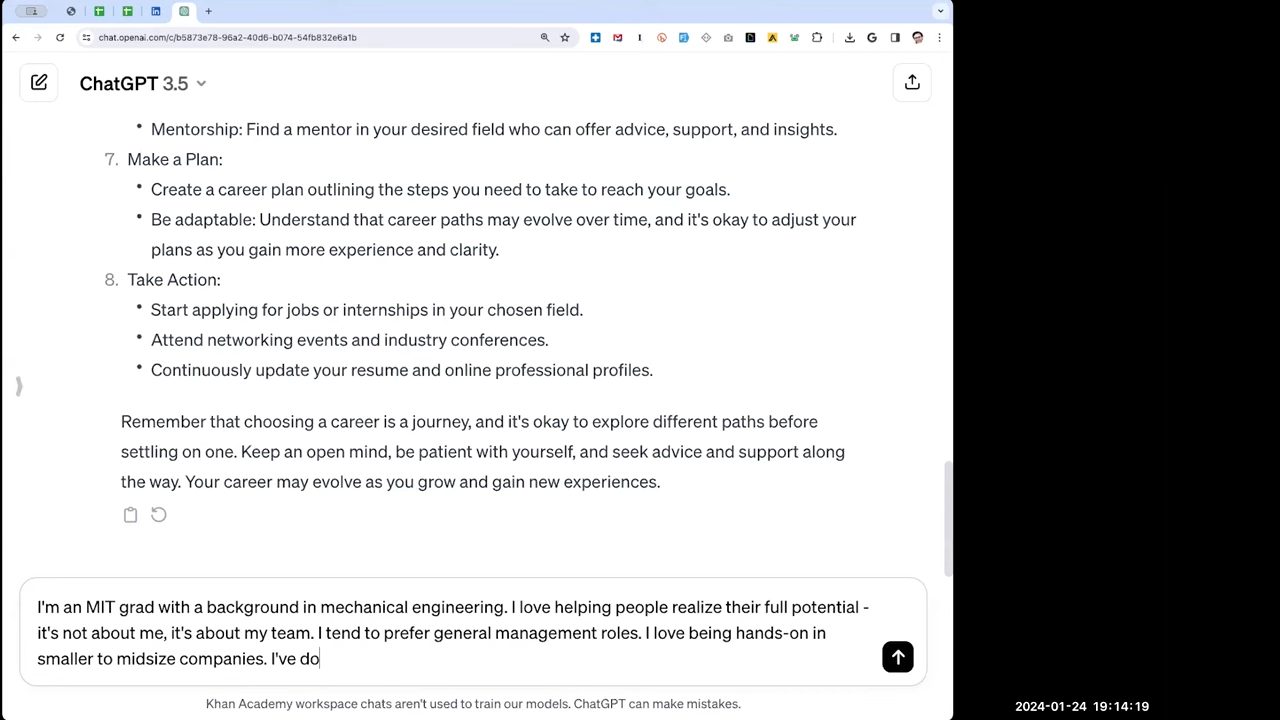 chat.openai.com/c/b5873e78-96a2-40d6-b074-54fb832e6a1b
ChatGPT 3.5
• Mentorship: Find a mentor in your desired field who can offer advice, support, and insights.
7. Make a Plan:
• Create a career plan outlining the steps you need to take to reach your goals.
• Be adaptable: Understand that career paths may evolve over time, and it's okay to adjust your
plans as you gain more experience and clarity.
8. Take Action:
• Start applying for jobs or internships in your chosen field.
• Attend networking events and industry conferences.
• Continuously update your resume and online professional profiles.
Remember that choosing a career is a journey, and it's okay to explore different paths before
settling on one. Keep an open mind, be patient with yourself, and seek advice and support along
the way. Your career may evolve as you grow and gain new experiences.
I'm an MIT grad with a background in mechanical engineering. I love helping people realize their full potential -
it's not about me, it's about my team. I tend to prefer general management roles. I love being hands-on in
smaller to midsize companies. I've do
Khan Academy workspace chats aren't used to train our models. ChatGPT can make mistakes.
2024-01-24 19:14:19